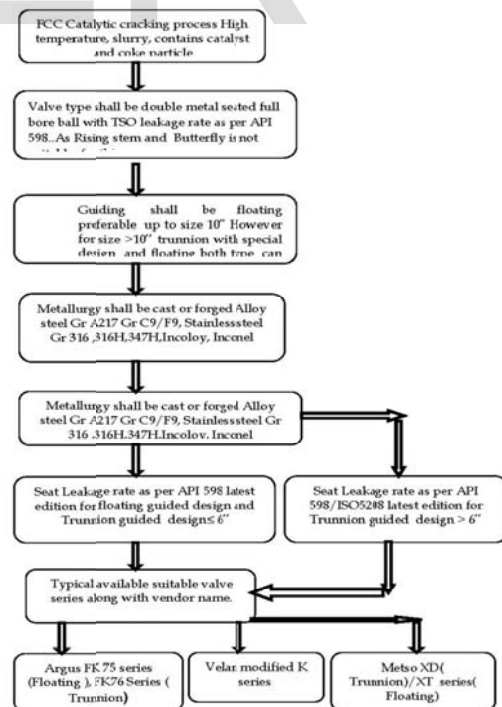 FCC Catalytic cracking process High
temperature, slurry, contains catalyst
and coke particle
Valve type shall be double metal seated full
bore ball with TSO leakage rate as per API
598..As Rising stem and Butterfly is not
Guiding shall be floating
preferable up to size 10" However
for size >10" trunnion with special
design and floating both type can
Metallurgy shall be cast or forged Alloy
steel Gr A217 Gr C9/F9, Stainlesssteel
Gr 316 ,316H,347H,Incoloy, Inconel
Metallurgy shall be cast or forged Alloy
steel Gr A217 Gr C9/F9, Stainlesssteel Gr
316 ,316H,347H,Incoloy, Inconel
Seat Leakage rate as per API 598 latest
edition for floating guided design and
Trunnion guided design≤ 6"
Seat Leakage rate as per API
598/ISO5208 latest edition for
Trunnion guided design > 6"
Typical available suitable valve
series along with vendor name.
Argus FK 75 series
(Floating ), FK76 Series (
Trunnion)
Velan modified K
series
Metso XD(
Trunnion)/XT series(
Floating)